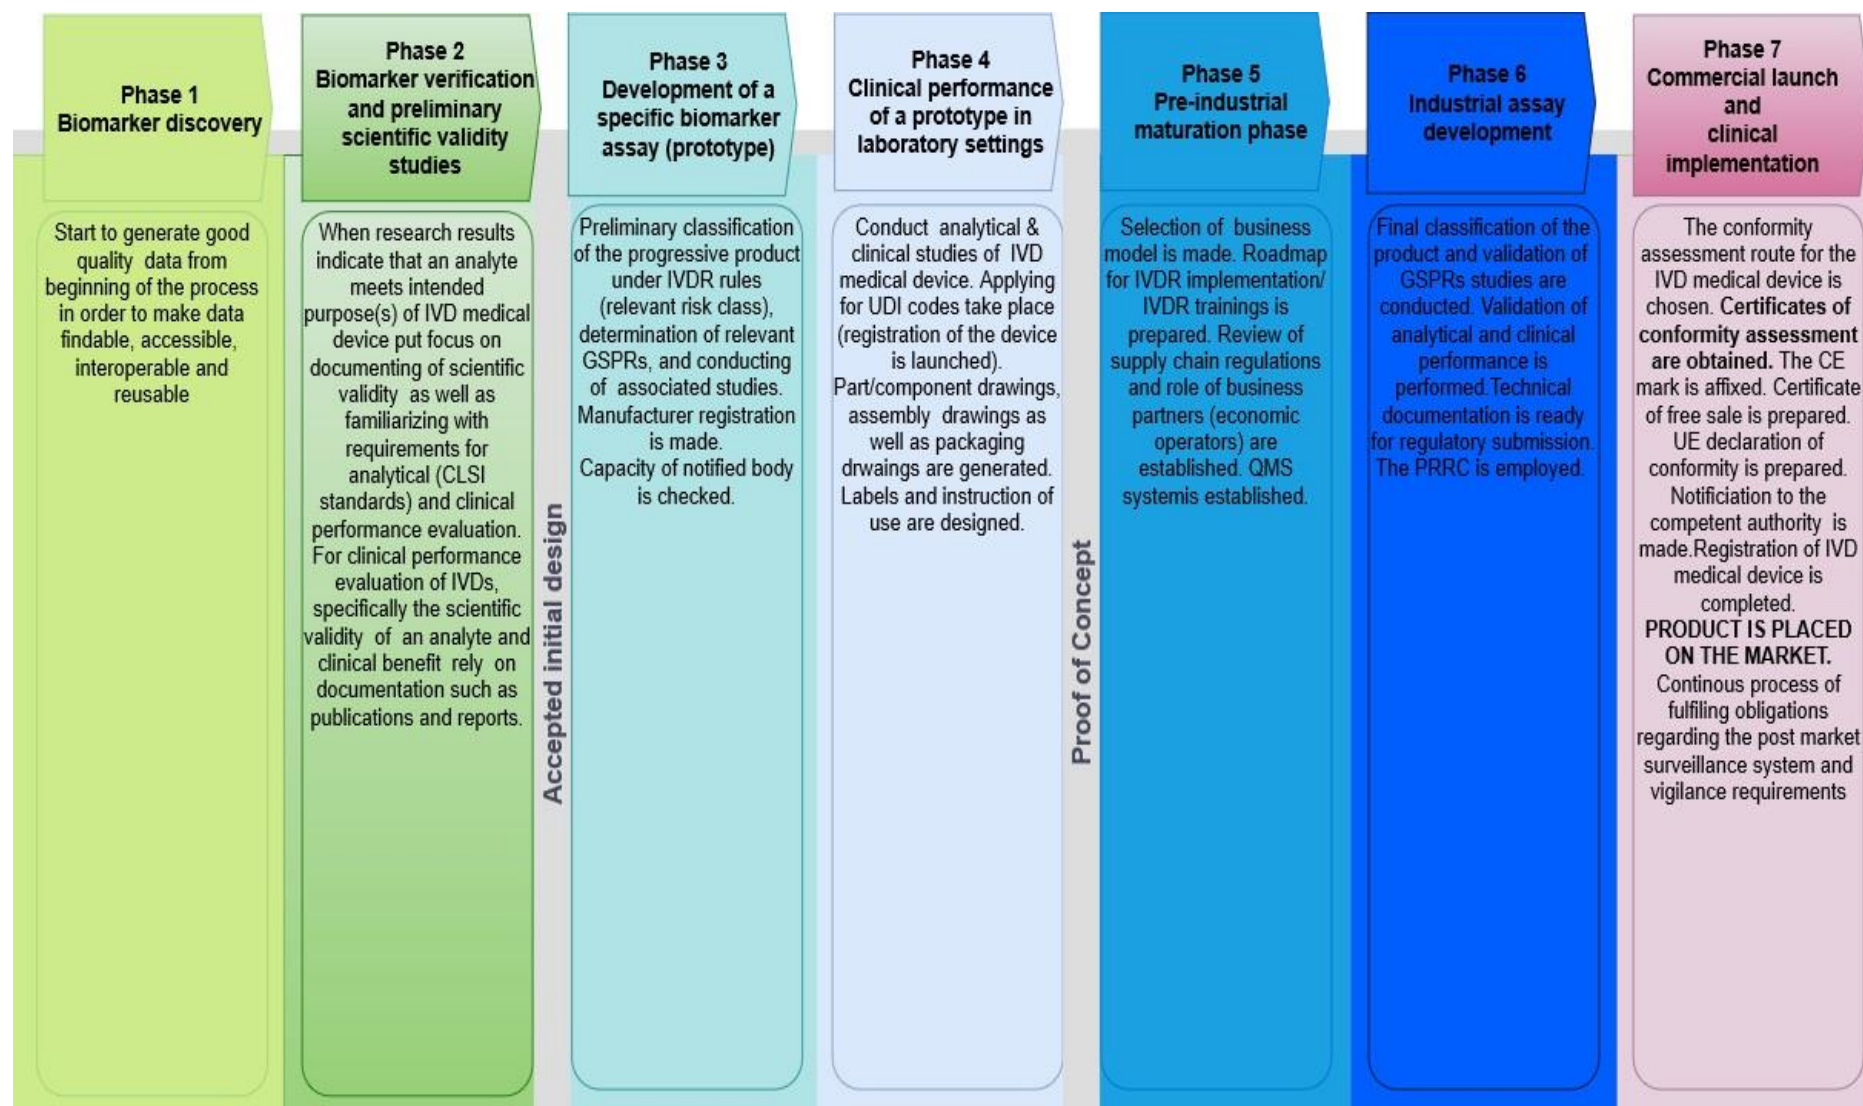 Phase 1
Biomarker discovery
Start to generate good
quality data from
beginning of the process
in order to make data
findable, accessible,
interoperable and
reusable
Phase 2
Biomarker verification
and preliminary
scientific validity
studies
When research results
indicate that an analyte
meets intended
purpose(s) of IVD medical
device put focus on
documenting of scientific
validity as well as
familiarizing with
requirements for
analytical (CLSI
standards) and clinical
performance evaluation.
For clinical performance
evaluation of IVDs,
specifically the scientific
validity of an analyte and
clinical benefit rely on
documentation such as
publications and reports.
Accepted initial design
Phase 3
Development of a
specific biomarker
assay (prototype)
Preliminary classification
of the progressive product
under IVDR rules
(relevant risk class),
determination of relevant
GSPRs, and conducting
of associated studies.
Manufacturer registration
is made.
Capacity of notified body
is checked.
Phase 4
Clinical performance
of a prototype in
laboratory settings
Conduct analytical &
clinical studies of IVD
medical device. Applying
for UDI codes take place
(registration of the device
is launched).
Part/component drawings,
assembly drawings as
well as packaging
drwaings are generated.
Labels and instruction of
use are designed.
Proof of Concept
Phase 5
Pre-industrial
maturation phase
Selection of business
model is made. Roadmap
for IVDR implementation/
IVDR trainings is
prepared. Review of
supply chain regulations
and role of business
partners (economic
operators) are
established. QMS
systemis established.
Phase 6
Industrial assay
development
Final classification of the
product and validation of
GSPRs studies are
conducted. Validation of
analytical and clinical
performance is
performed.Technical
documentation is ready
for regulatory submission.
The PRRC is employed.
Phase 7
Commercial launch
and
clinical
implementation
The conformity
assessment route for the
IVD medical device is
chosen. Certificates of
conformity assessment
are obtained. The CE
mark is affixed. Certificate
of free sale is prepared.
UE declaration of
conformity is prepared.
Notificiation to the
competent authority is
made.Registration of IVD
medical device is
completed.
PRODUCT IS PLACED
ON THE MARKET.
Continous process of
fulfiling obligations
regarding the post market
surveillance system and
vigilance requirements